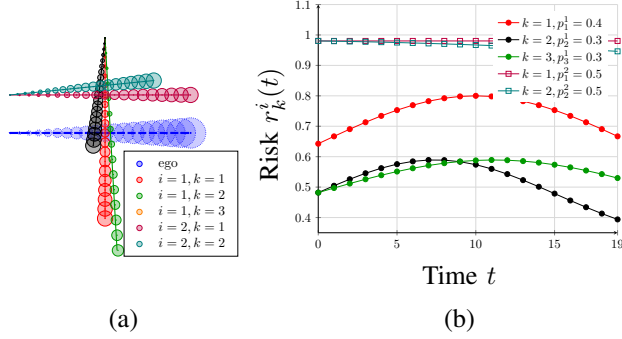 ego
i = 1, k = 1
i = 1, k = 2
i = 1, k = 3
i = 2, k = 1
i = 2, k = 2
(a)
Risk r_k^i(t)
1.1
1
0.9
0.8
0.7
0.6
0.5
0.4
k = 1, p_1^1 = 0.4
k = 2, p_2^1 = 0.3
k = 3, p_3^1 = 0.3
k = 1, p_1^2 = 0.5
k = 2, p_2^2 = 0.5
0 5 10 15 19
Time t
(b)